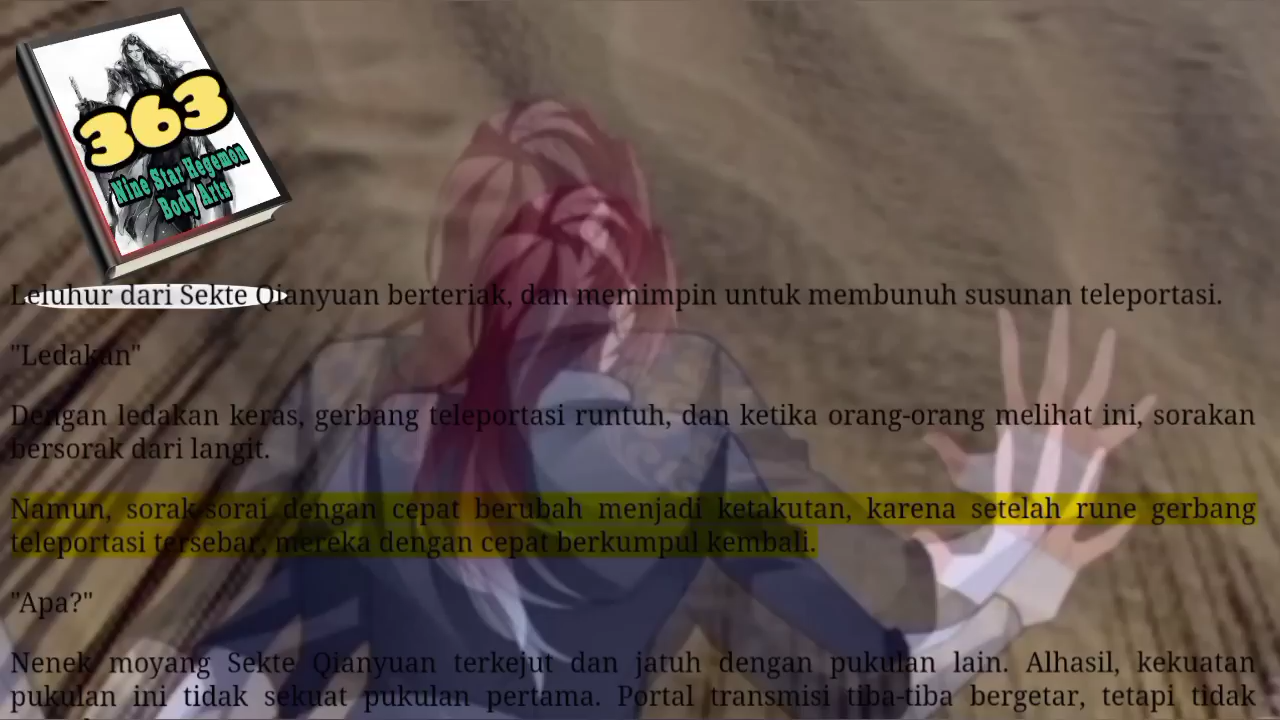 363
Nine Star Hegemon
Body Arts
Leluhur dari Sekte Qianyuan berteriak, dan memimpin untuk membunuh susunan teleportasi.
"Ledakan"
Dengan ledakan keras, gerbang teleportasi runtuh, dan ketika orang-orang melihat ini, sorakan
bersorak dari langit.
Namun, sorak-sorai dengan cepat berubah menjadi ketakutan, karena setelah rune gerbang
teleportasi tersebar, mereka dengan cepat berkumpul kembali.
"Apa?"
Nenek moyang Sekte Qianyuan terkejut dan jatuh dengan pukulan lain. Alhasil, kekuatan
pukulan ini tidak sekuat pukulan pertama. Portal transmisi tiba-tiba bergetar, tetapi tidak